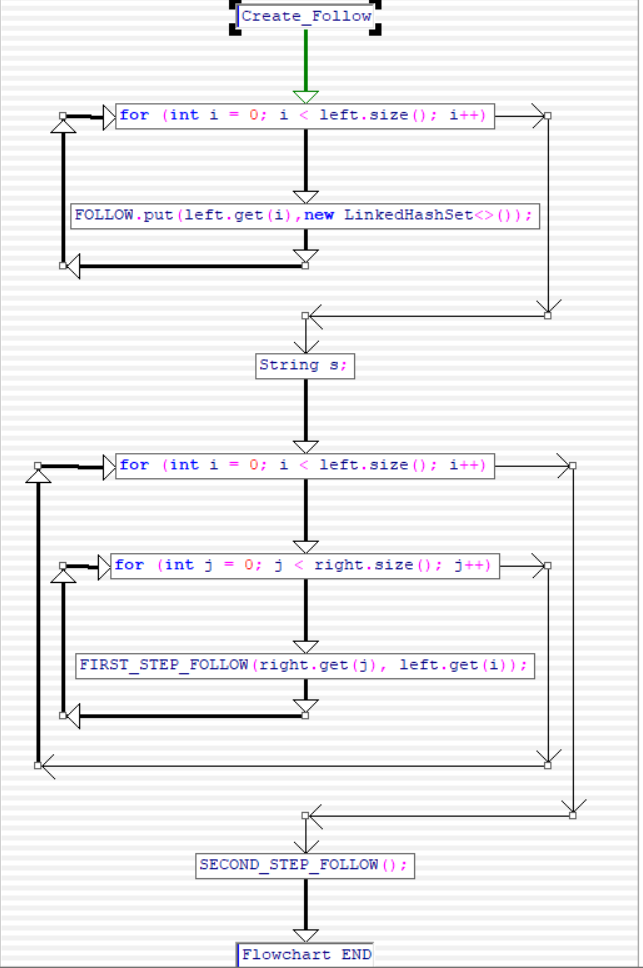 Create_Follow
for (int i = 0; i < left.size(); i++)
FOLLOW.put(left.get(i),new LinkedHashSet<>());
String s;
for (int i = 0; i < left.size(); i++)
for (int j = 0; j < right.size(); j++)
FIRST_STEP_FOLLOW(right.get(j), left.get(i));
SECOND_STEP_FOLLOW();
Flowchart END